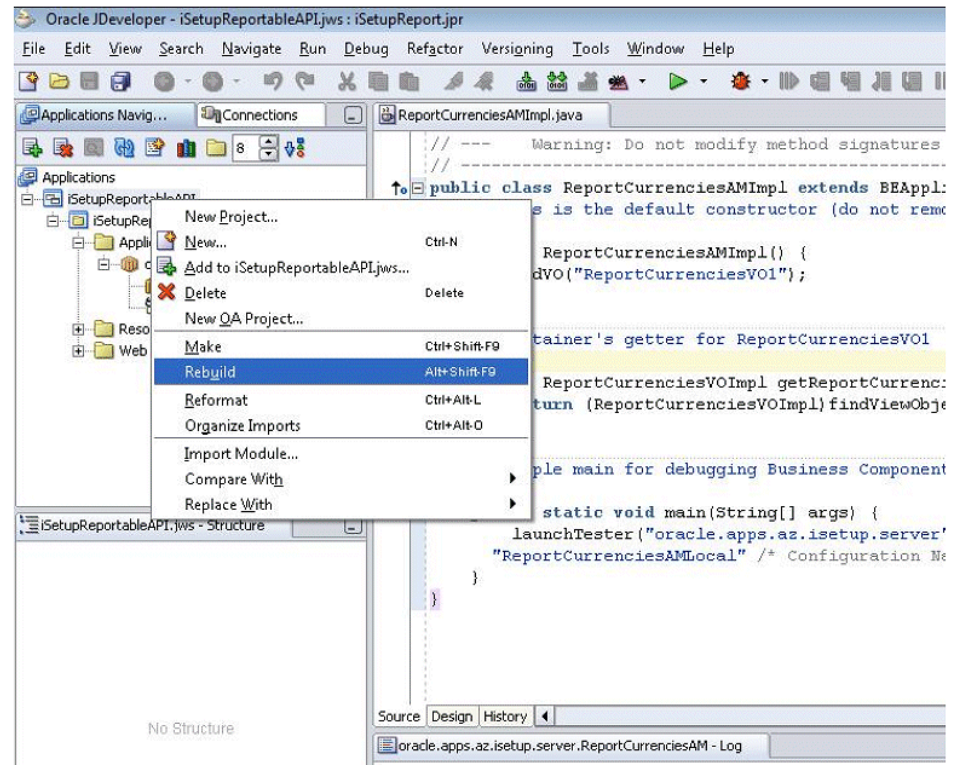 Oracle JDeveloper - iSetupReportableAPI.jws : iSetupReport.jpr
File Edit View Search Navigate Run Debug Refactor Versioning Tools Window Help
Applications Navig... Connections
ReportCurrenciesAMImpl.java
8
Applications
iSetupReportableAPI
iSetupRep
Appli
c
Reso
Web
New Project...
New... Ctrl-N
Add to iSetupReportableAPI.jws...
Delete Delete
New QA Project...
Make Ctrl+Shift-F9
Rebuild Alt+Shift-F9
Reformat Ctrl+Alt-L
Organize Imports Ctrl+Alt-O
Import Module...
Compare With
Replace With
// --- Warning: Do not modify method signatures
// ---------------------------------------------
public class ReportCurrenciesAMImpl extends BEAppl
s is the default constructor (do not remo
ReportCurrenciesAMImpl() {
dVO("ReportCurrenciesVO1");
tainer's getter for ReportCurrenciesVO1
ReportCurrenciesVOImpl getReportCurrenc
turn (ReportCurrenciesVOImpl)findViewObje
ple main for debugging Business Component
static void main(String[] args) {
launchTester("oracle.apps.az.isetup.server"
"ReportCurrenciesAMLocal" /* Configuration Na
}
}
iSetupReportableAPI.jws - Structure
No Structure
Source Design History
oracle.apps.az.isetup.server.ReportCurrenciesAM - Log